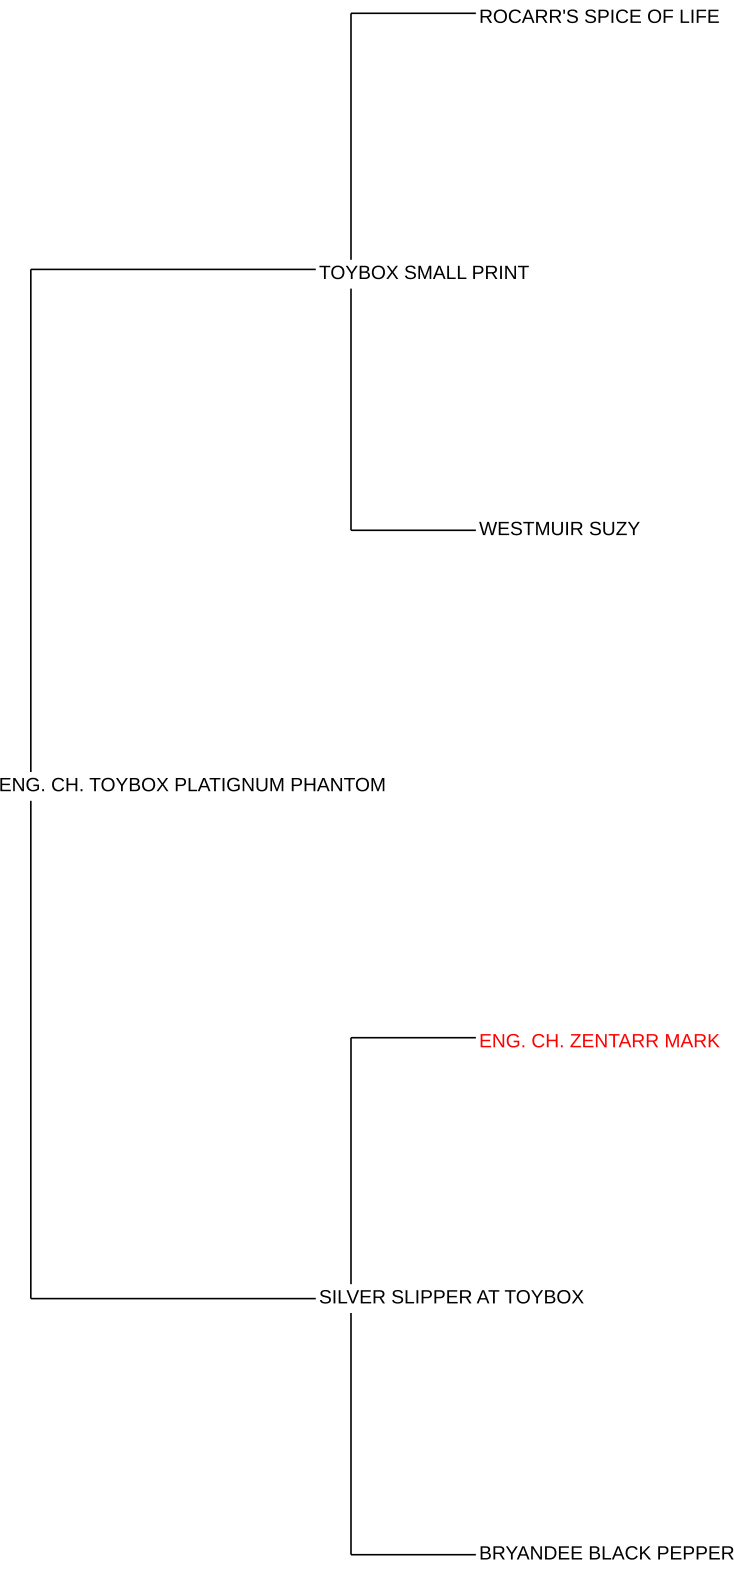 ROCARR'S SPICE OF LIFE
TOYBOX SMALL PRINT
WESTMUIR SUZY
ENG. CH. TOYBOX PLATIGNUM PHANTOM
ENG. CH. ZENTARR MARK
SILVER SLIPPER AT TOYBOX
BRYANDEE BLACK PEPPER